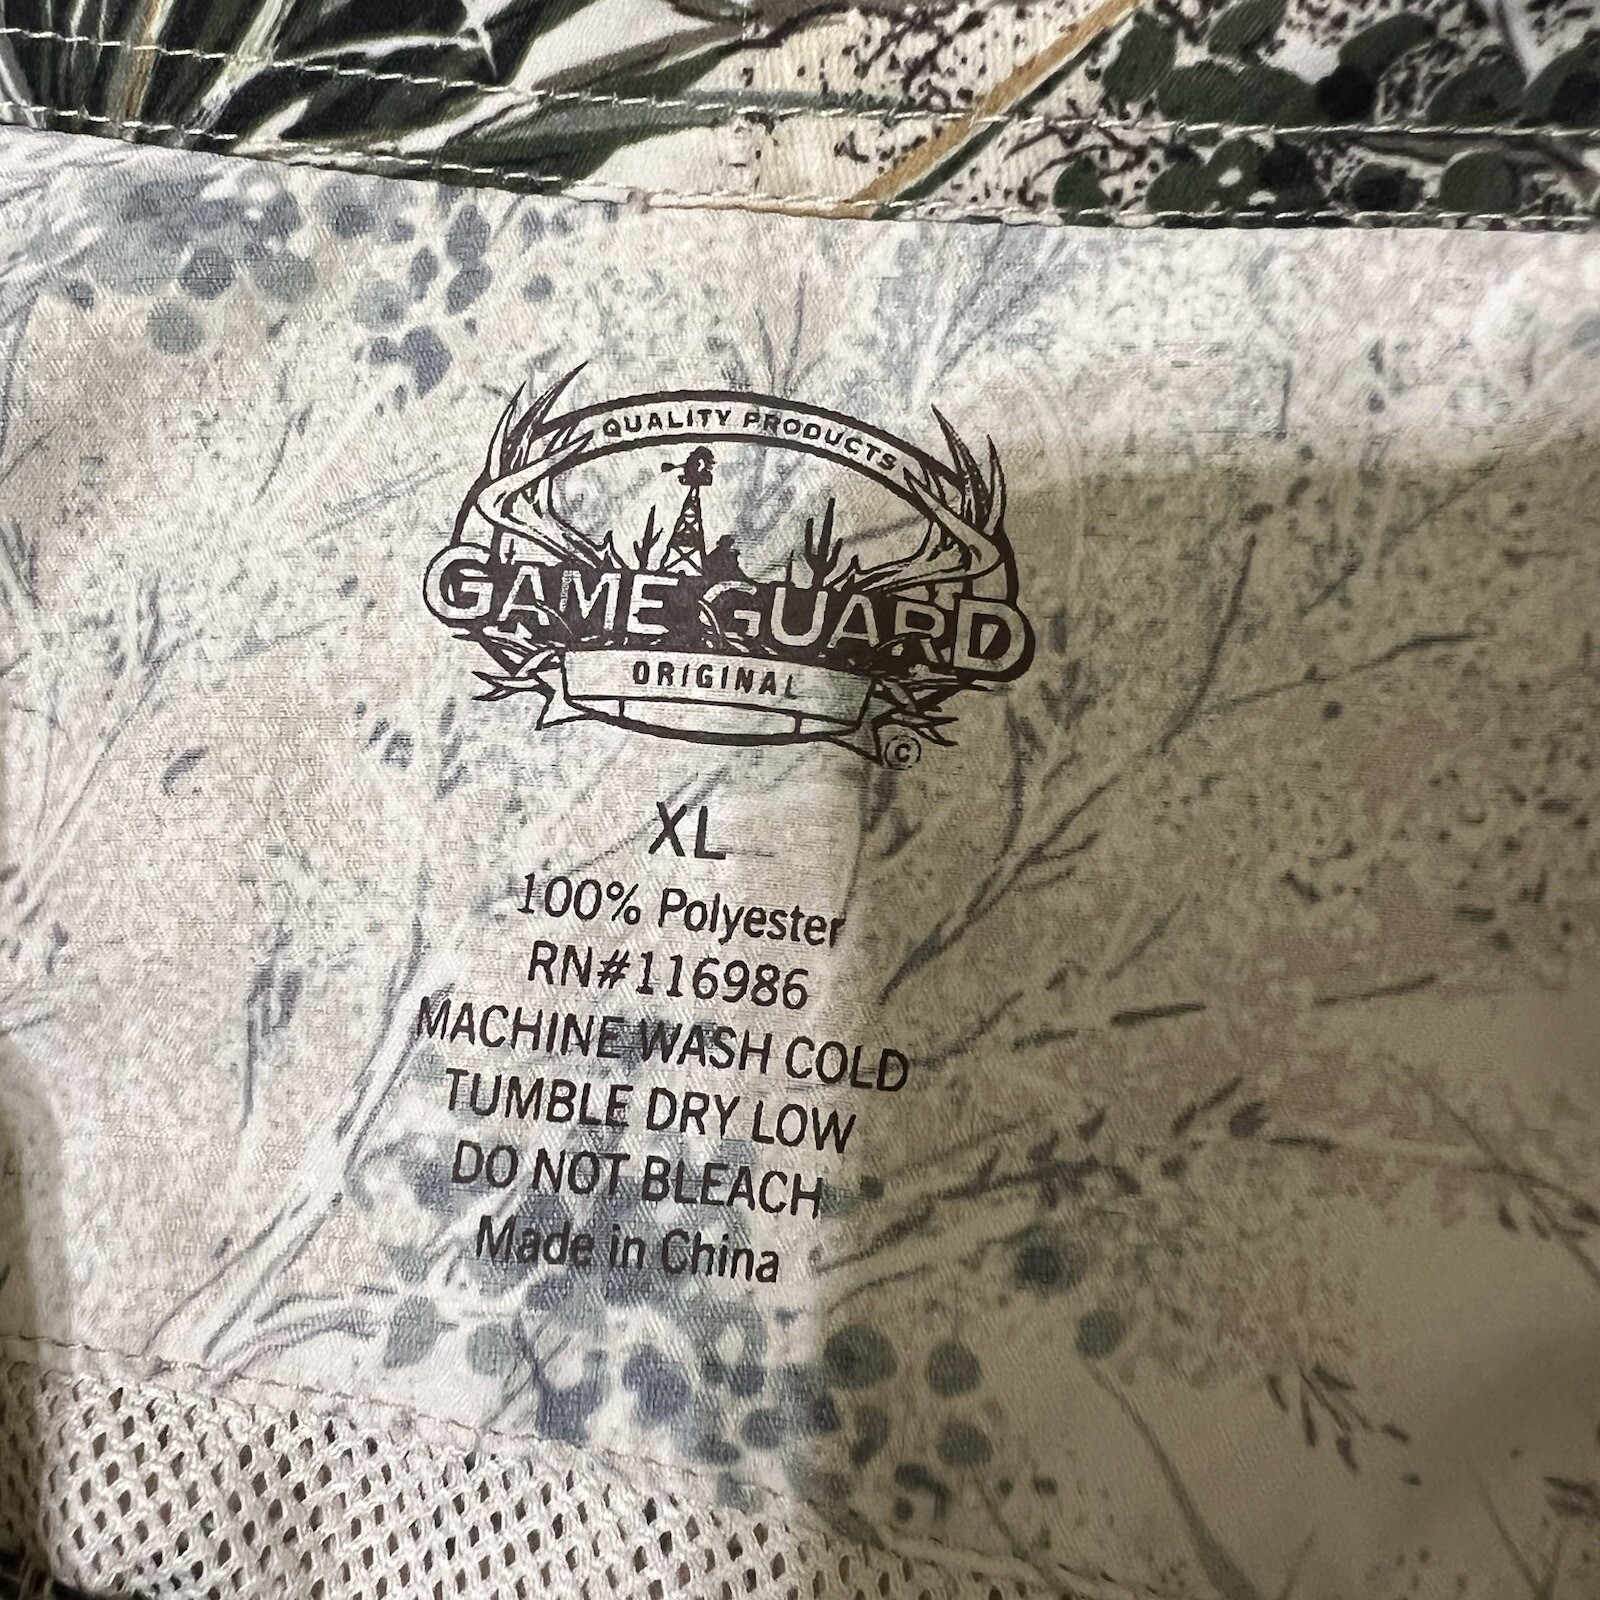 QUALITY PRODUCTS
GAME GUARD
ORIGINAL
©
XL
100% Polyester
RN#116986
MACHINE WASH COLD
TUMBLE DRY LOW
DO NOT BLEACH
Made in China